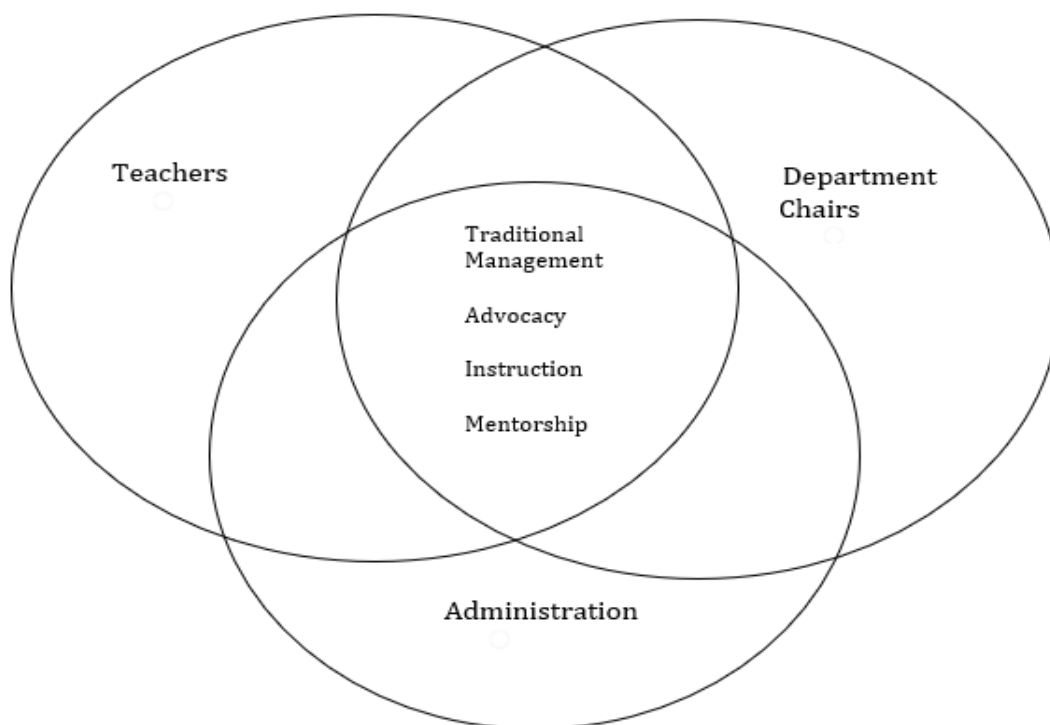 Teachers
Department
Chairs
Traditional
Management
Advocacy
Instruction
Mentorship
Administration